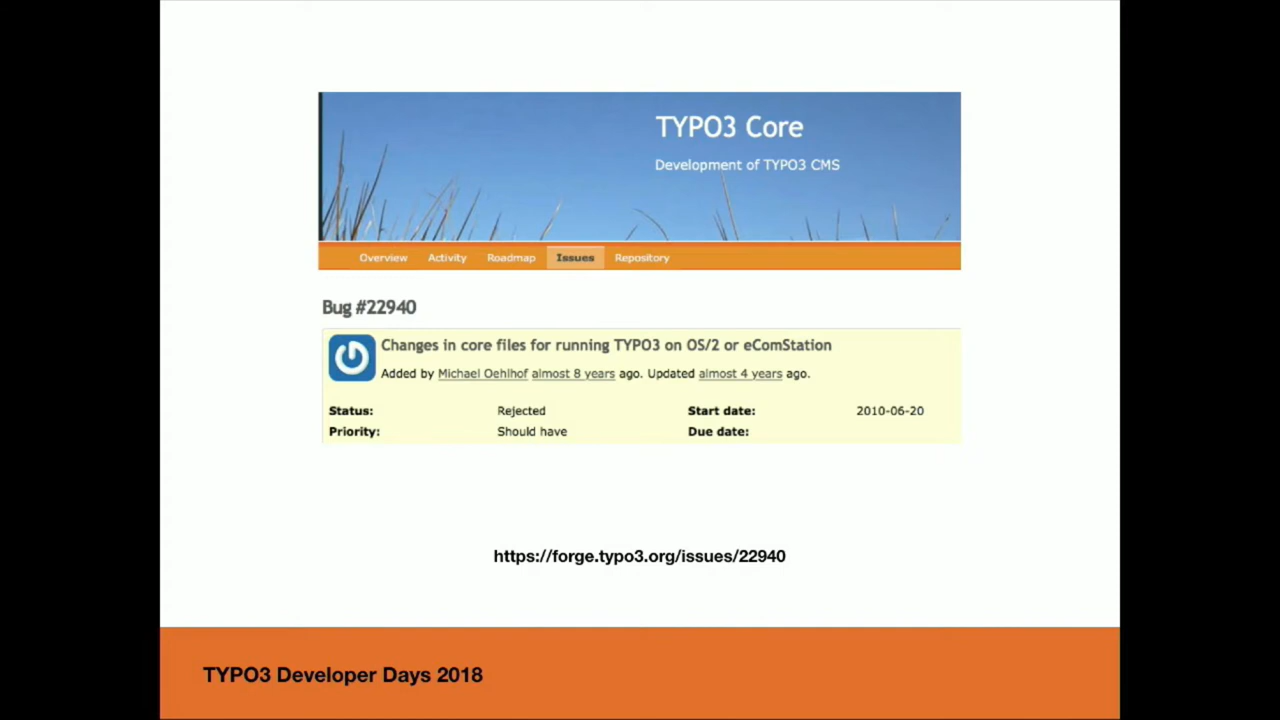 TYPO3 Core
Development of TYPO3 CMS
Overview Activity Roadmap Issues Repository
Bug #22940
Changes in core files for running TYPO3 on OS/2 or eComStation
Added by Michael Oehlhof almost 8 years ago. Updated almost 4 years ago.
Status: Rejected Start date: 2010-06-20
Priority: Should have Due date:
https://forge.typo3.org/issues/22940
TYPO3 Developer Days 2018